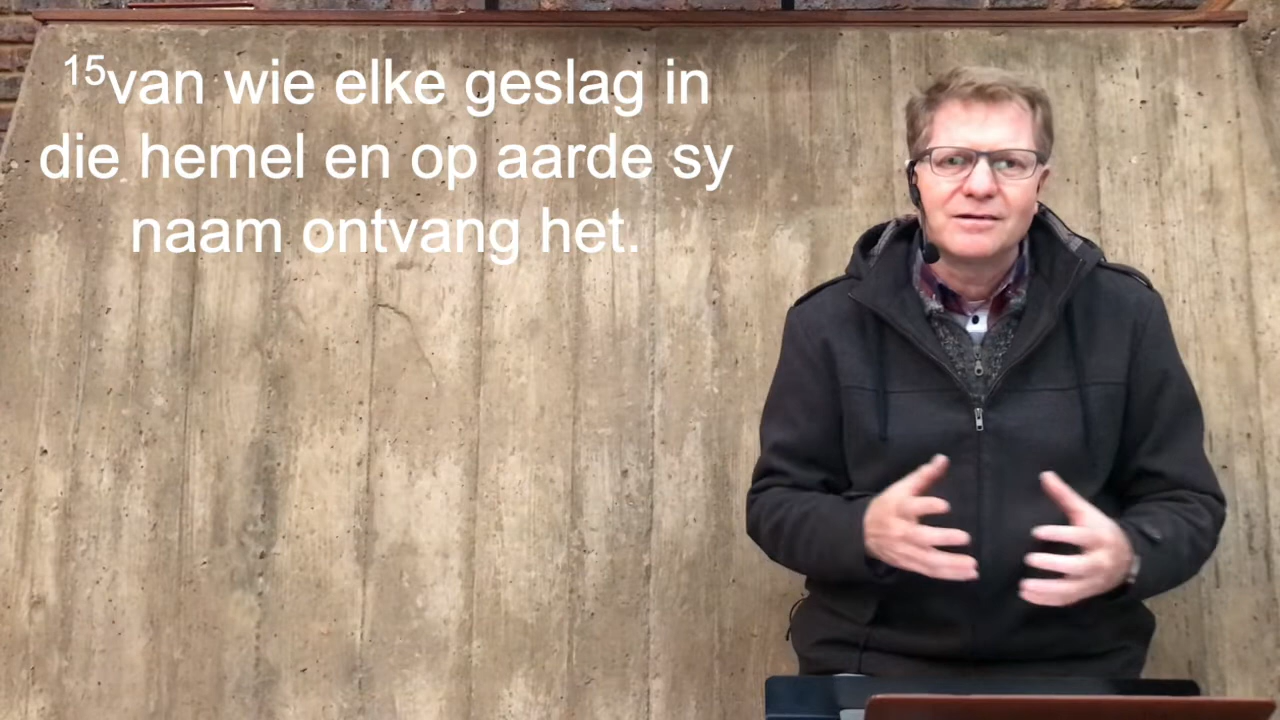 15van wie elke geslag in
die hemel en op aarde sy
naam ontvang het.